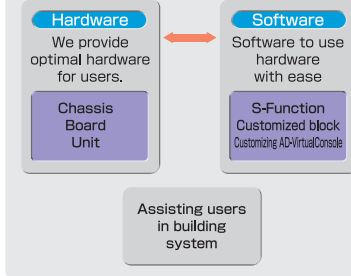 Hardware
We provide
optimal hardware
for users.
Chassis
Board
Unit
Software
Software to use
hardware
with ease
S-Function
Customized block
Customizing AD-VirtualConsole
Assisting users
in building
system